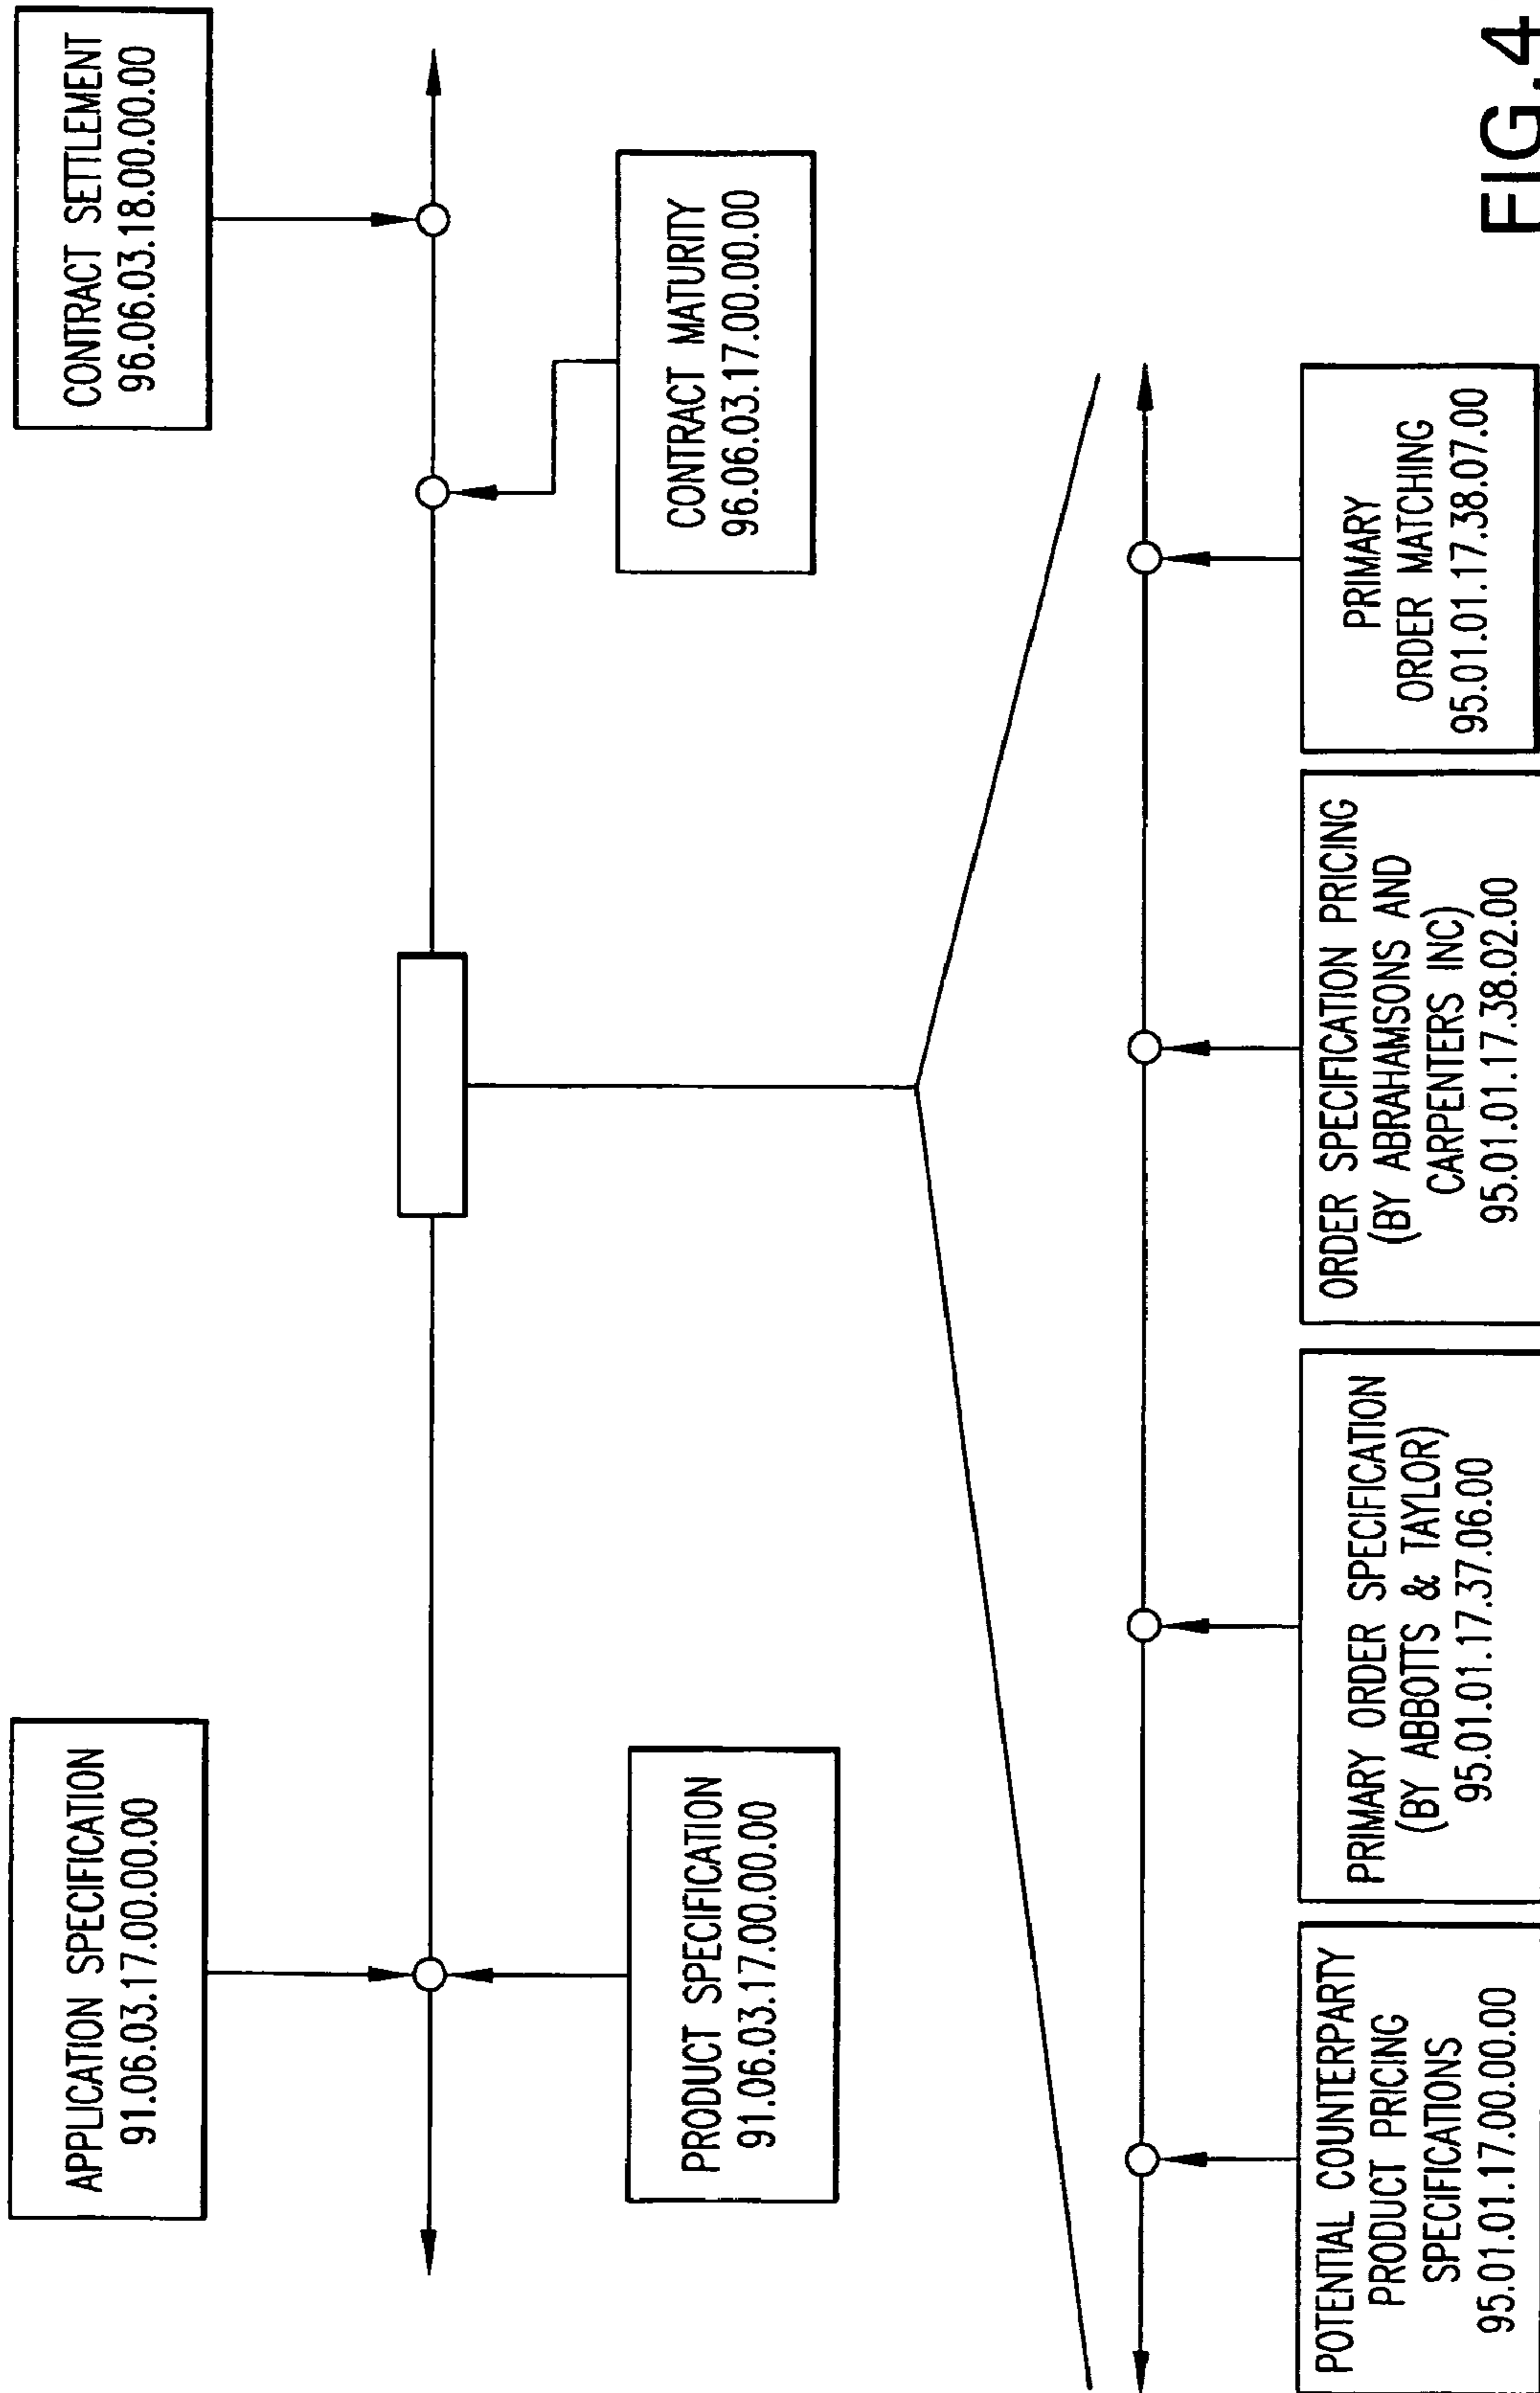 APPLICATION SPECIFICATION
91.06.03.17.00.00.00
CONTRACT SETTLEMENT
96.06.03.18.00.00.00
PRODUCT SPECIFICATION
91.06.03.17.00.00.00
CONTRACT MATURITY
96.06.03.17.00.00.00
POTENTIAL COUNTERPARTY
PRODUCT PRICING
SPECIFICATIONS
95.01.01.17.00.00.00
PRIMARY ORDER SPECIFICATION
(BY ABBOTTS & TAYLOR)
95.01.01.17.37.06.00
ORDER SPECIFICATION PRICING
(BY ABRAHAMSONS AND
CARPENTERS INC)
95.01.01.17.38.02.00
PRIMARY
ORDER MATCHING
95.01.01.17.38.07.00
FIG.4